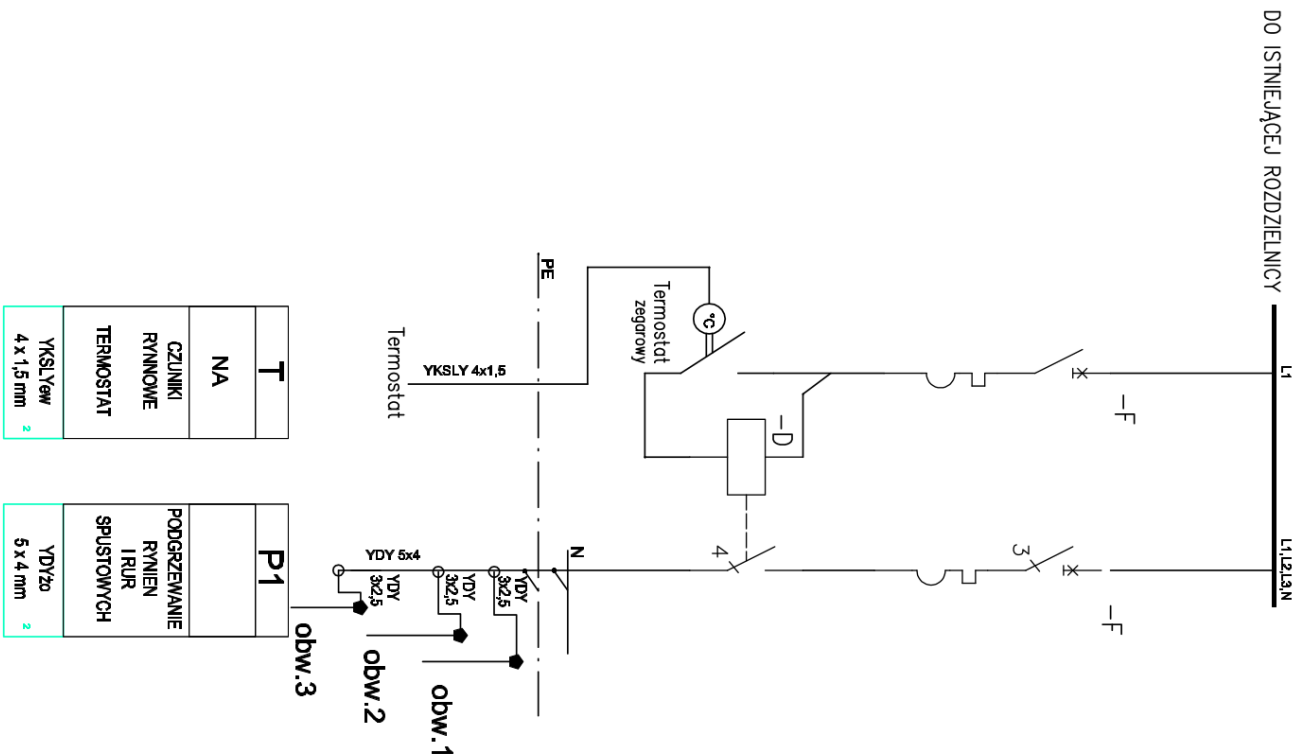 DO ISTNIEJĄCEJ ROZDZIELNICY
L1
L1,L2,L3,N
-F
3
-F
Termostat
zegarowy
°C
-D
4
PE
N
Termostat
YKSLY 4x1,5
YDY 5x4
YDY
3x2,5
YDY
3x2,5
YDY
3x2,5
obw.1
obw.2
obw.3
T
NA
CZUNIKI
RYNNOWE
TERMOSTAT
YKSLYew
4 x 1,5 mm 2
P1
PODGRZEWANIE
RYNIEN
I RUR
SPUSTOWYCH
YDYżo
5 x 4 mm 2